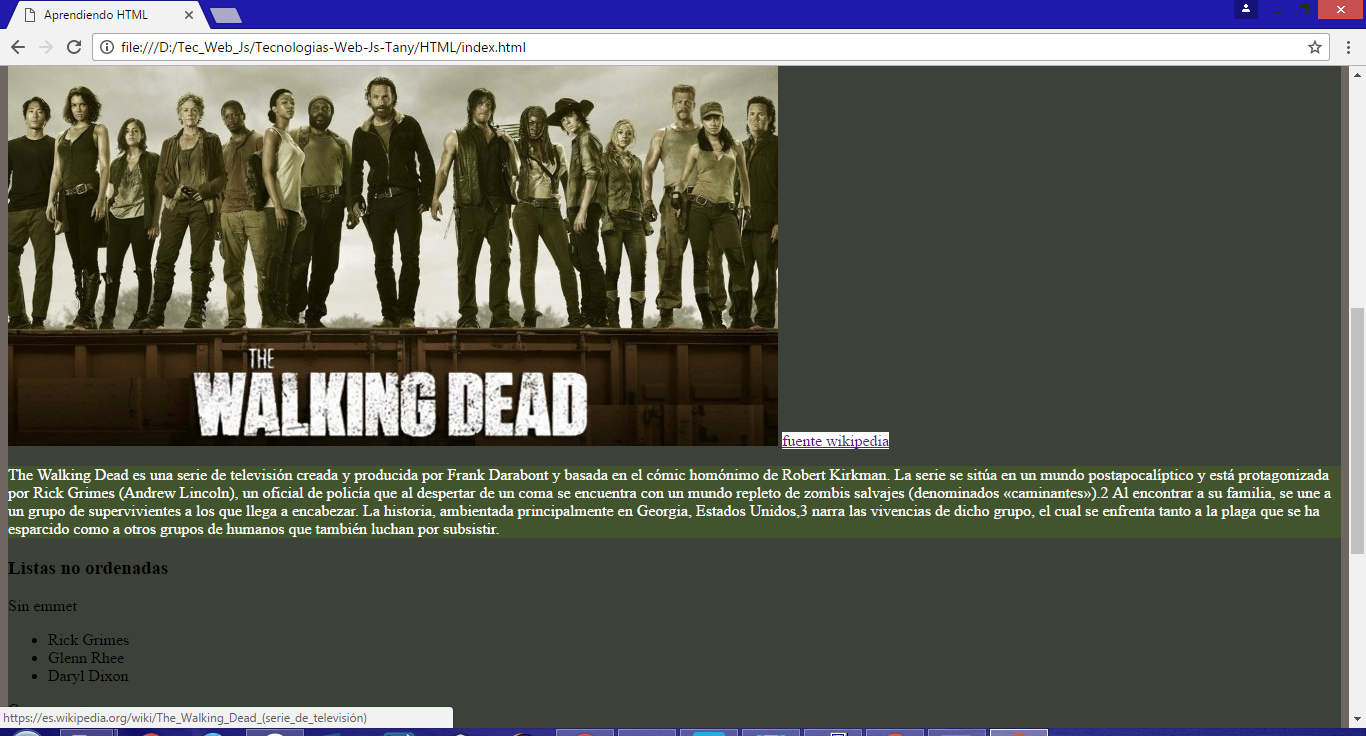 Aprendiendo HTML
file:///D:/Tec_Web_Js/Tecnologias-Web-Js-Tany/HTML/index.html
THE
WALKING DEAD
fuente wikipedia
The Walking Dead es una serie de televisión creada y producida por Frank Darabont y basada en el cómic homónimo de Robert Kirkman. La serie se sitúa en un mundo postapocalíptico y está protagonizada
por Rick Grimes (Andrew Lincoln), un oficial de policía que al despertar de un coma se encuentra con un mundo repleto de zombis salvajes (denominados «caminantes»).2 Al encontrar a su familia, se une a
un grupo de supervivientes a los que llega a encabezar. La historia, ambientada principalmente en Georgia, Estados Unidos,3 narra las vivencias de dicho grupo, el cual se enfrenta tanto a la plaga que se ha
esparcido como a otros grupos de humanos que también luchan por subsistir.
Listas no ordenadas
Sin emmet
• Rick Grimes
• Glenn Rhee
• Daryl Dixon
https://es.wikipedia.org/wiki/The_Walking_Dead_(serie_de_televisión)